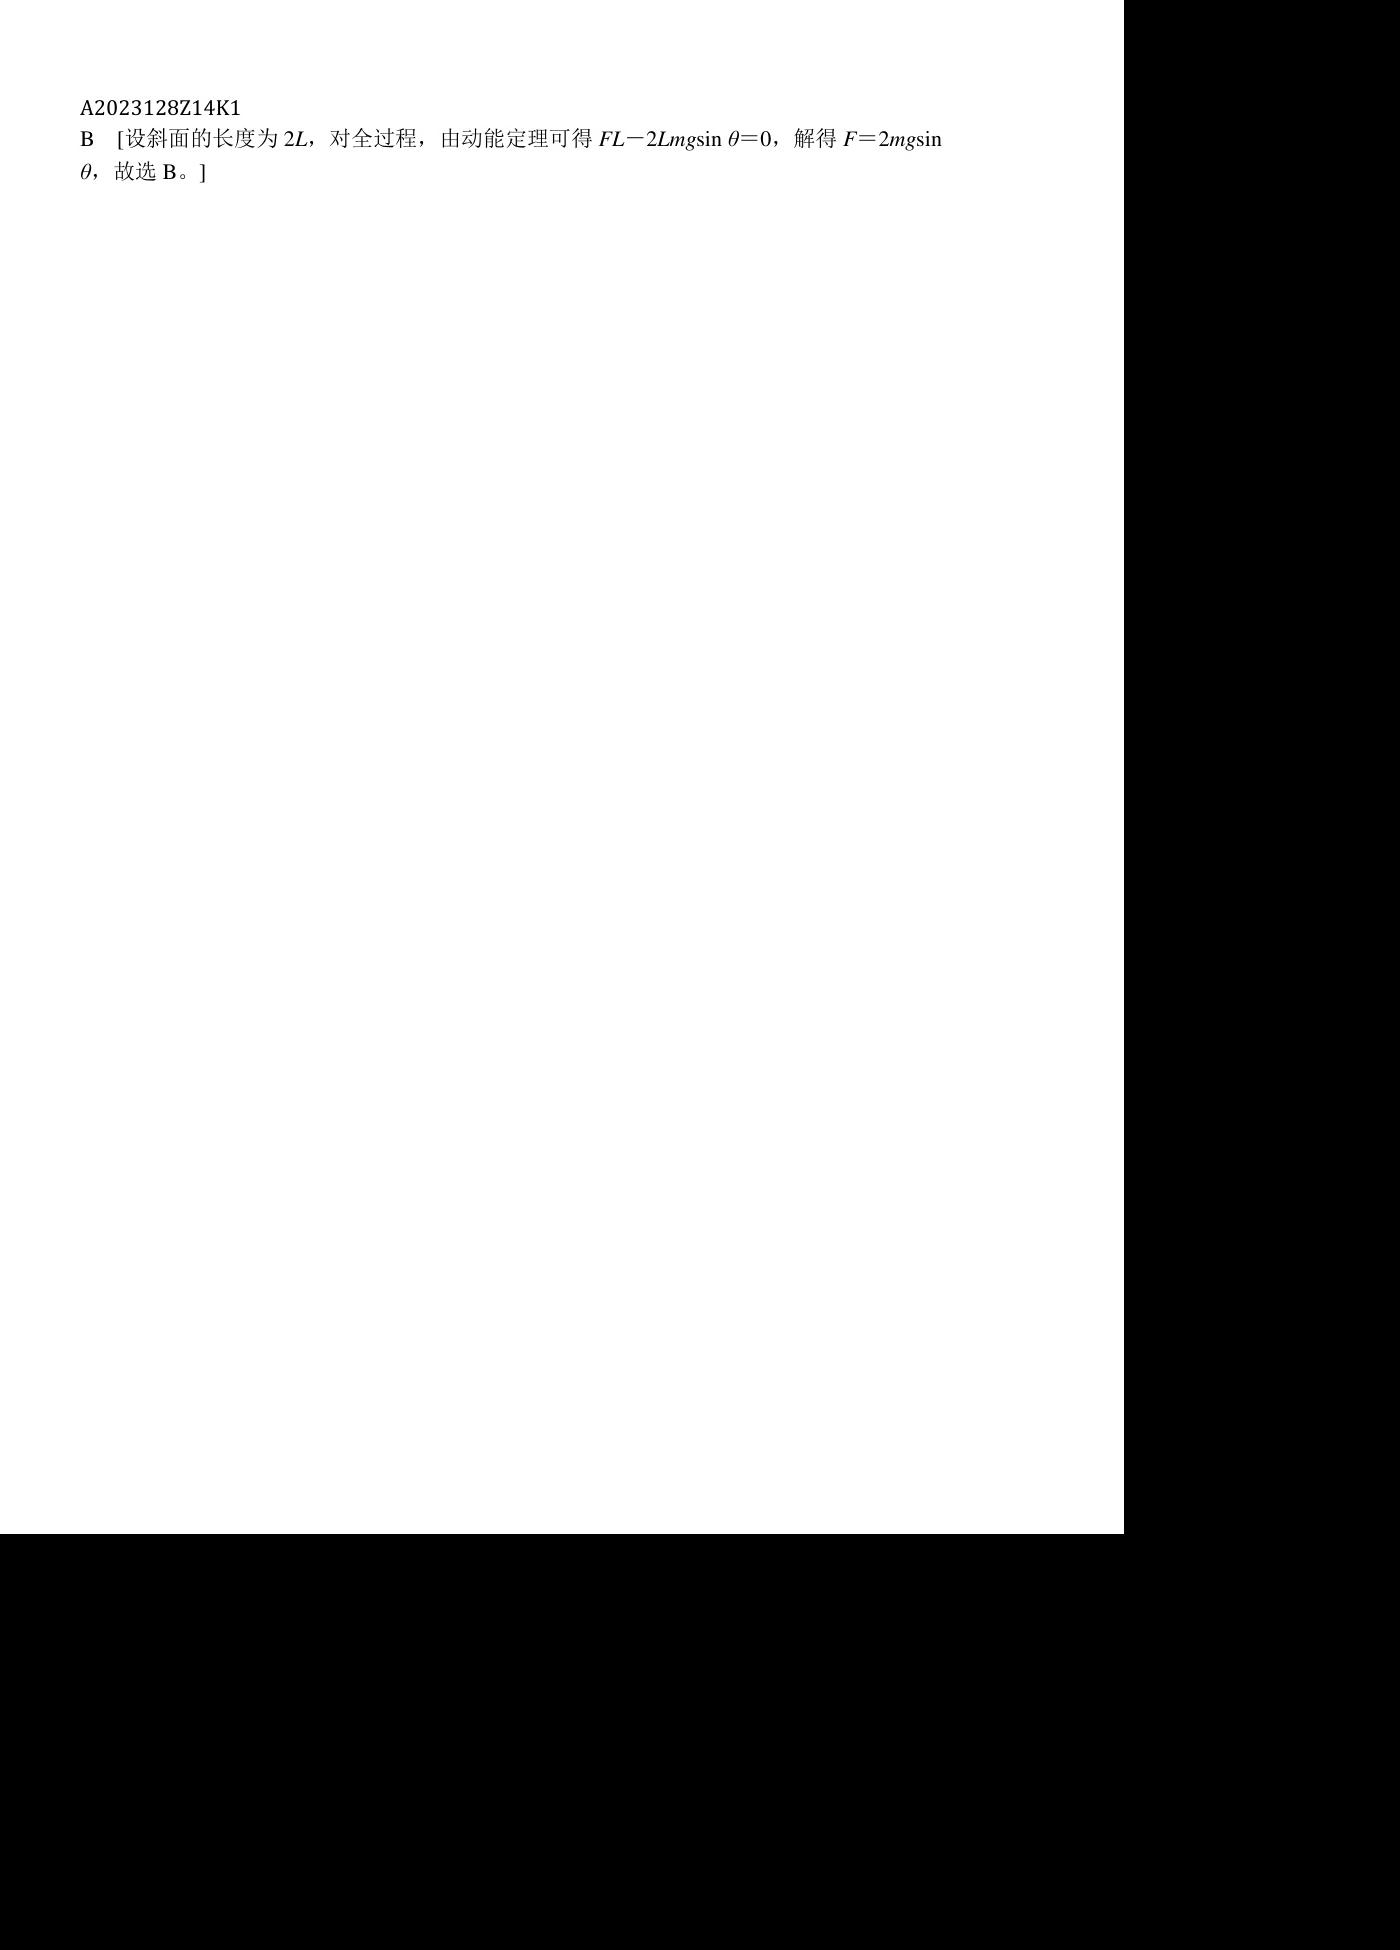 A2023128Z14K1
B [设斜面的长度为 2L，对全过程，由动能定理可得 FL－2Lmgsin θ＝0，解得 F＝2mgsin
θ，故选 B。]